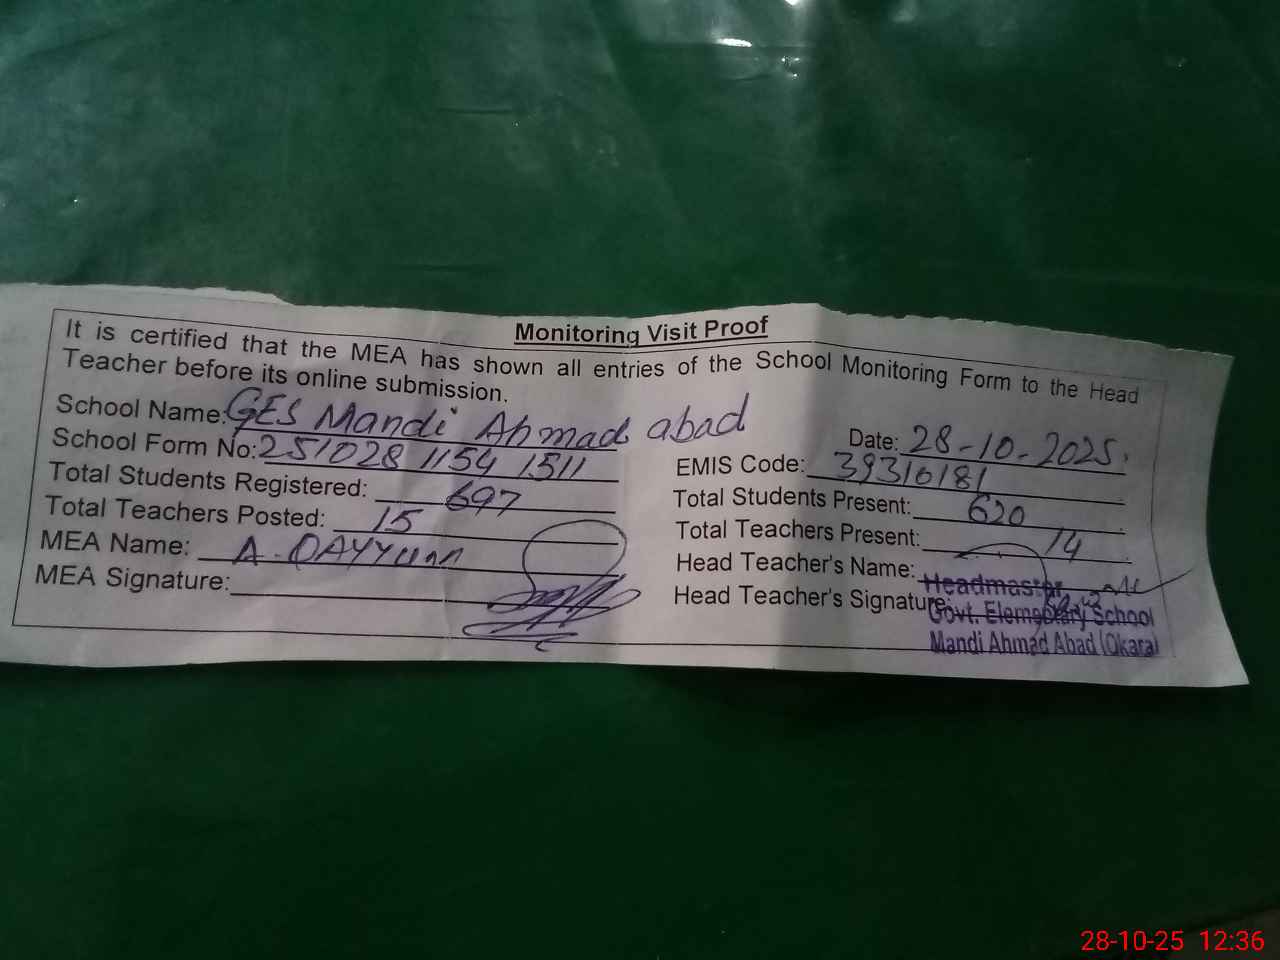 Monitoring Visit Proof
It is certified that the MEA has shown all entries of the School Monitoring Form to the Head
Teacher before its online submission.
School Name: GES Mandi Ahmad abad
Date: 28-10-2025.
School Form No: 251028 1154 1511
EMIS Code: 39310181
Total Students Registered: 697
Total Students Present: 620
Total Teachers Posted: 15
Total Teachers Present: 14
MEA Name: A. QAYYUM
Head Teacher's Name:
MEA Signature:
Head Teacher's Signature:
Headmaster
Govt. Elementary School
Mandi Ahmad Abad (Okara)
28-10-25 12:36